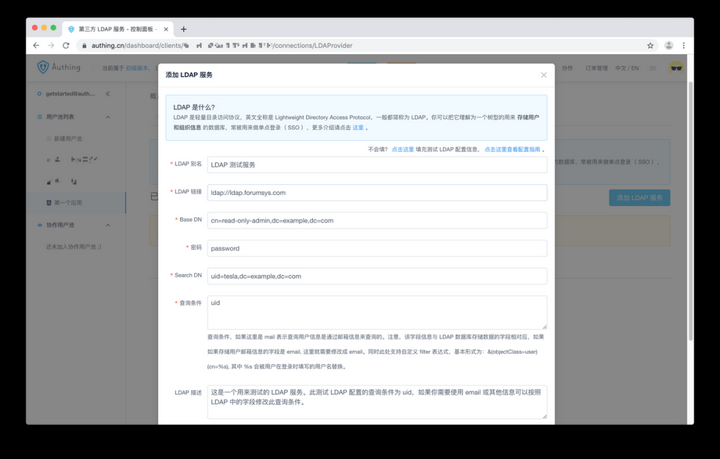 第三方 LDAP 服务 - 控制面板 -
authing.cn/dashboard/clients/
/connections/LDAPProvider
Authing
当前属于
协作
订单管理
中文 / EN
getstarted@auth...
用户池列表
新建用户池
第一个应用
协作用户池
还未加入协作用户池
添加 LDAP 服务
添加 LDAP 服务
LDAP 是什么？
LDAP 是轻量目录访问协议，英文全称是 Lightweight Directory Access Protocol，一般都简称为 LDAP。你可以把它理解为一个树型的用来 存储用户
和组织信息 的数据库，常被用来做单点登录（ SSO ），更多介绍请点击 这里 。
不会填？ 点击这里 填充测试 LDAP 配置信息， 点击这里查看配置指南 。
* LDAP 别名
LDAP 测试服务
* LDAP 链接
ldap://ldap.forumsys.com
* Base DN
cn=read-only-admin,dc=example,dc=com
* 密码
password
* Search DN
uid=tesla,dc=example,dc=com
* 查询条件
uid
查询条件，如果这里是 mail 表示查询用户信息是通过邮箱信息来查询的。注意，该字段信息与 LDAP 数据库存储数据的字段相对应，如果
如果存储用户邮箱信息的字段是 email, 这里就需要修改成 email。同时此处支持自定义 filter 表达式，基本形式为：&(objectClass=user)
(cn=%s), 其中 %s 会被用户在登录时填写的用户名替换。
LDAP 描述
这是一个用来测试的 LDAP 服务。此测试 LDAP 配置的查询条件为 uid，如果你需要使用 email 或其他信息可以按照
LDAP 中的字段修改此查询条件。